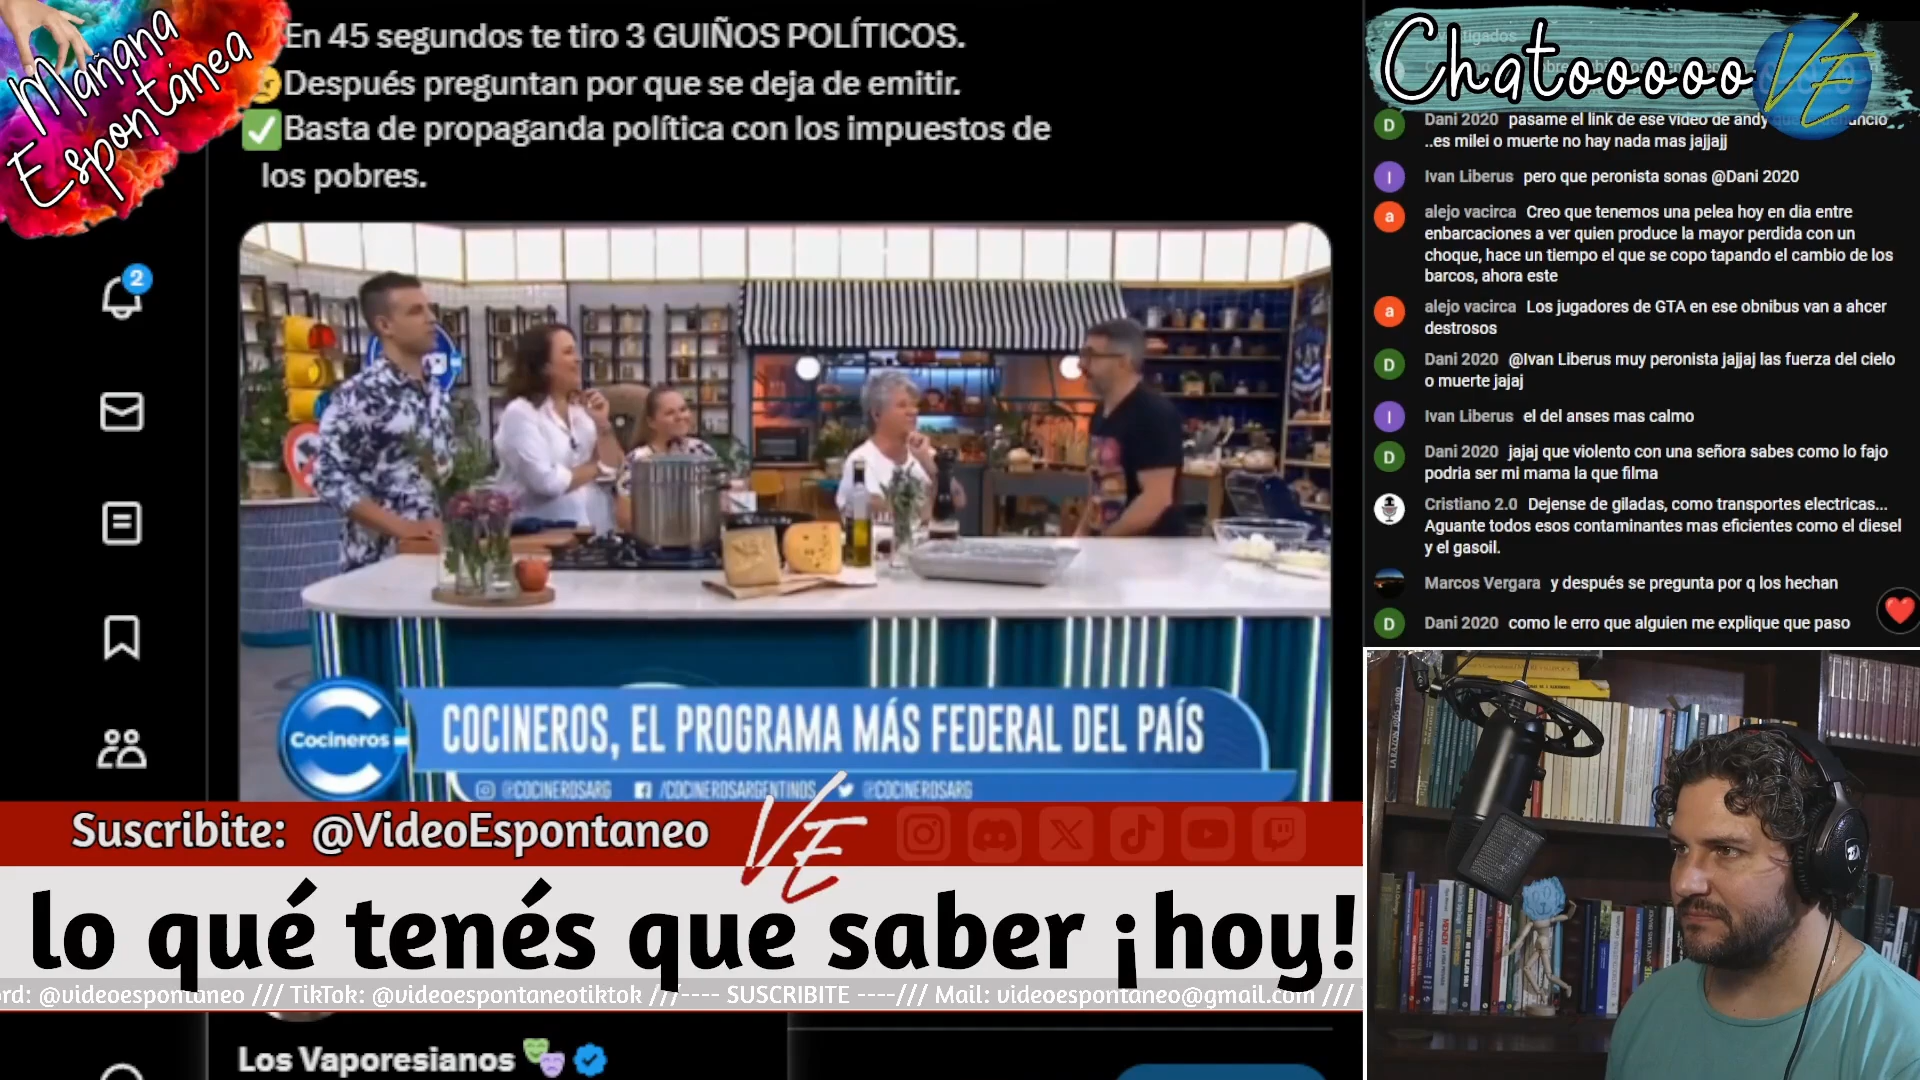 Mañana
Espontánea
En 45 segundos te tiro 3 GUIÑOS POLÍTICOS.
Después preguntan por que se deja de emitir.
Basta de propaganda política con los impuestos de
los pobres.
2
Cocineros
COCINEROS, EL PROGRAMA MÁS FEDERAL DEL PAÍS
@COCINEROSARG /COCINEROSARGENTINOS @COCINEROSARG
Suscribite: @VideoEspontaneo
VE
lo qué tenés que saber ¡hoy!
ord: @videoespontaneo /// TikTok: @videoespontaneotiktok ///---- SUSCRIBITE ----/// Mail: videoespontaneo@gmail.com ///
Los Vaporesianos
Chatooooo VE
Dani 2020 pasame el link de ese video de andy
..es milei o muerte no hay nada mas jajjajj
Ivan Liberus pero que peronista sonas @Dani 2020
alejo vacirca Creo que tenemos una pelea hoy en dia entre
enbarcaciones a ver quien produce la mayor perdida con un
choque, hace un tiempo el que se copo tapando el cambio de los
barcos, ahora este
alejo vacirca Los jugadores de GTA en ese obnibus van a ahcer
destrosos
Dani 2020 @Ivan Liberus muy peronista jajjaj las fuerza del cielo
o muerte jajaj
Ivan Liberus el del anses mas calmo
Dani 2020 jajaj que violento con una señora sabes como lo fajo
podria ser mi mama la que filma
Cristiano 2.0 Dejense de giladas, como transportes electricas...
Aguante todos esos contaminantes mas eficientes como el diesel
y el gasoil.
Marcos Vergara y después se pregunta por q los hechan
Dani 2020 como le erro que alguien me explique que paso